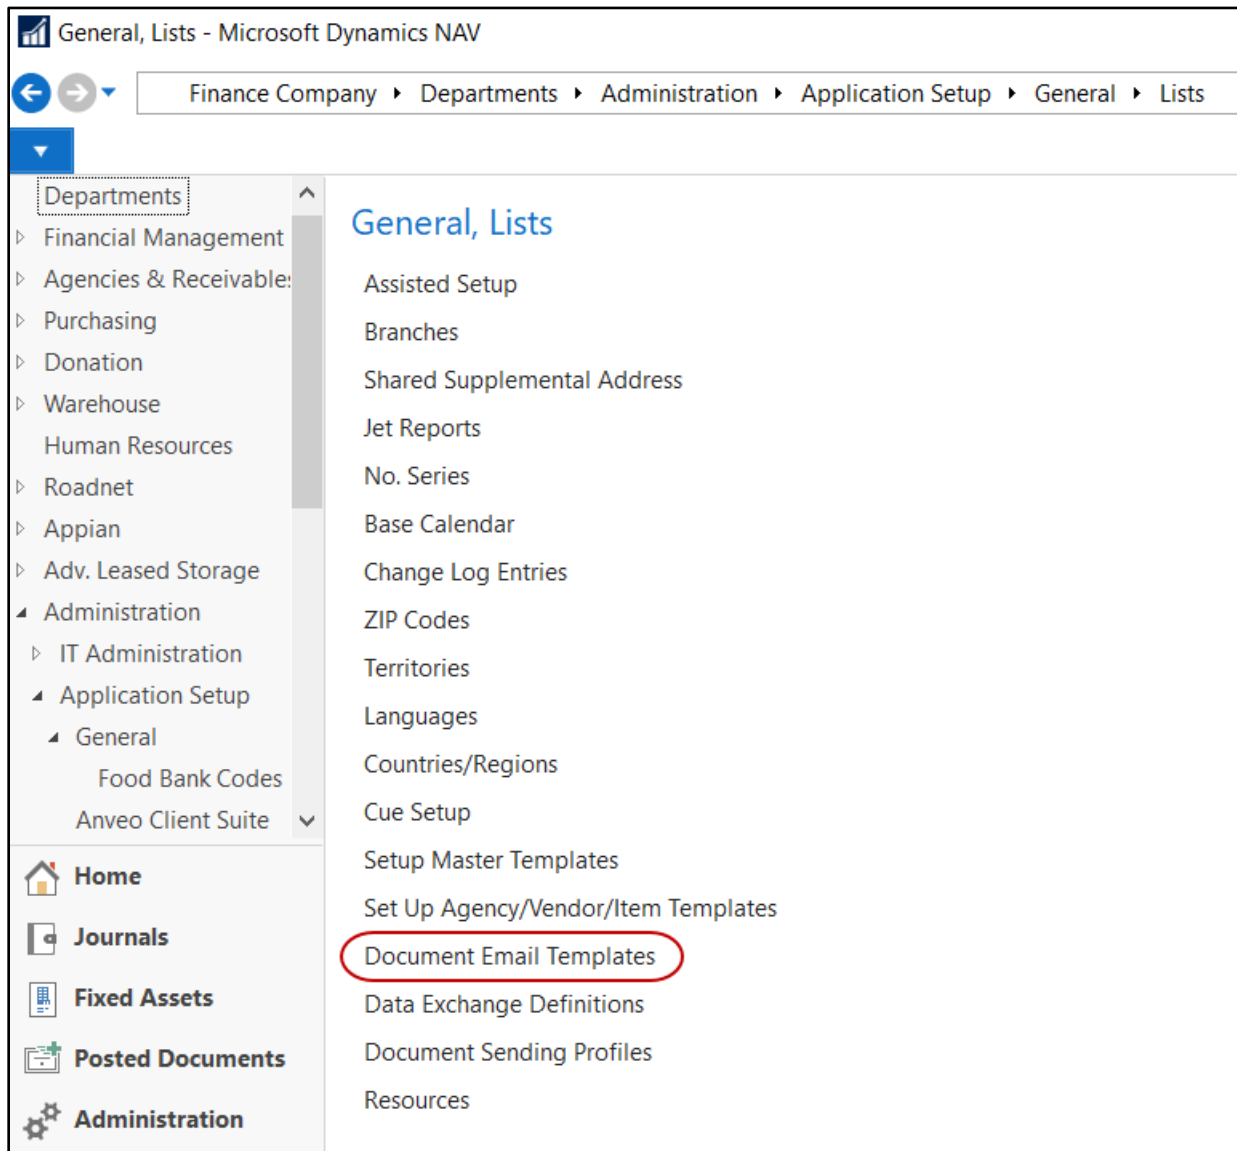 General, Lists - Microsoft Dynamics NAV
Finance Company Departments Administration Application Setup General Lists
Departments
Financial Management
Agencies & Receivables
Purchasing
Donation
Warehouse
Human Resources
Roadnet
Appian
Adv. Leased Storage
Administration
IT Administration
Application Setup
General
Food Bank Codes
Anveo Client Suite
Home
Journals
Fixed Assets
Posted Documents
Administration
General, Lists
Assisted Setup
Branches
Shared Supplemental Address
Jet Reports
No. Series
Base Calendar
Change Log Entries
ZIP Codes
Territories
Languages
Countries/Regions
Cue Setup
Setup Master Templates
Set Up Agency/Vendor/Item Templates
Document Email Templates
Data Exchange Definitions
Document Sending Profiles
Resources